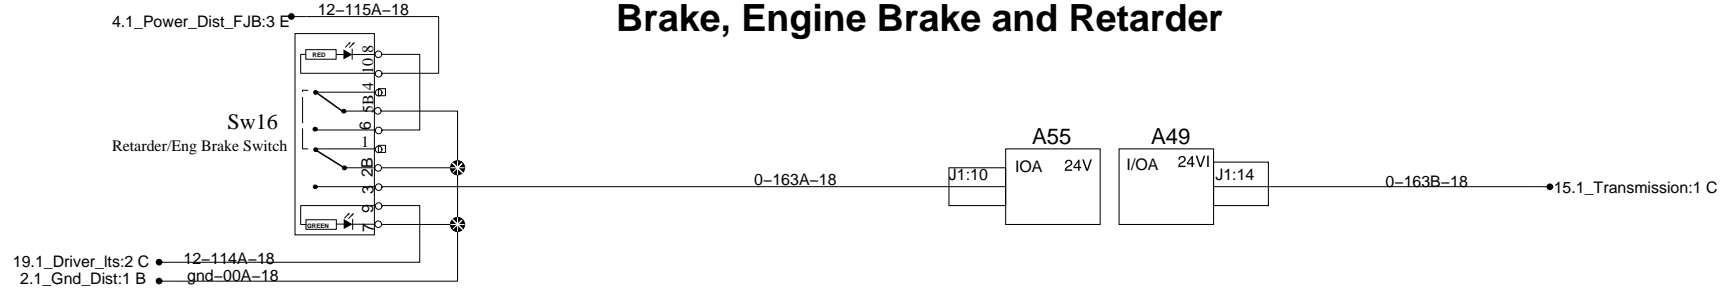 Brake, Engine Brake and Retarder
12-115A-18
4.1_Power_Dist_FJB:3 E
RED
8
10
4
5B
6
1
2B
3
9
7
GREEN
Sw16
Retarder/Eng Brake Switch
A55
A49
IOA 24V
I/OA 24VI
J1:10
J1:14
0-163A-18
0-163B-18
15.1_Transmission:1 C
19.1_Driver_lts:2 C
12-114A-18
2.1_Gnd_Dist:1 B
gnd-00A-18